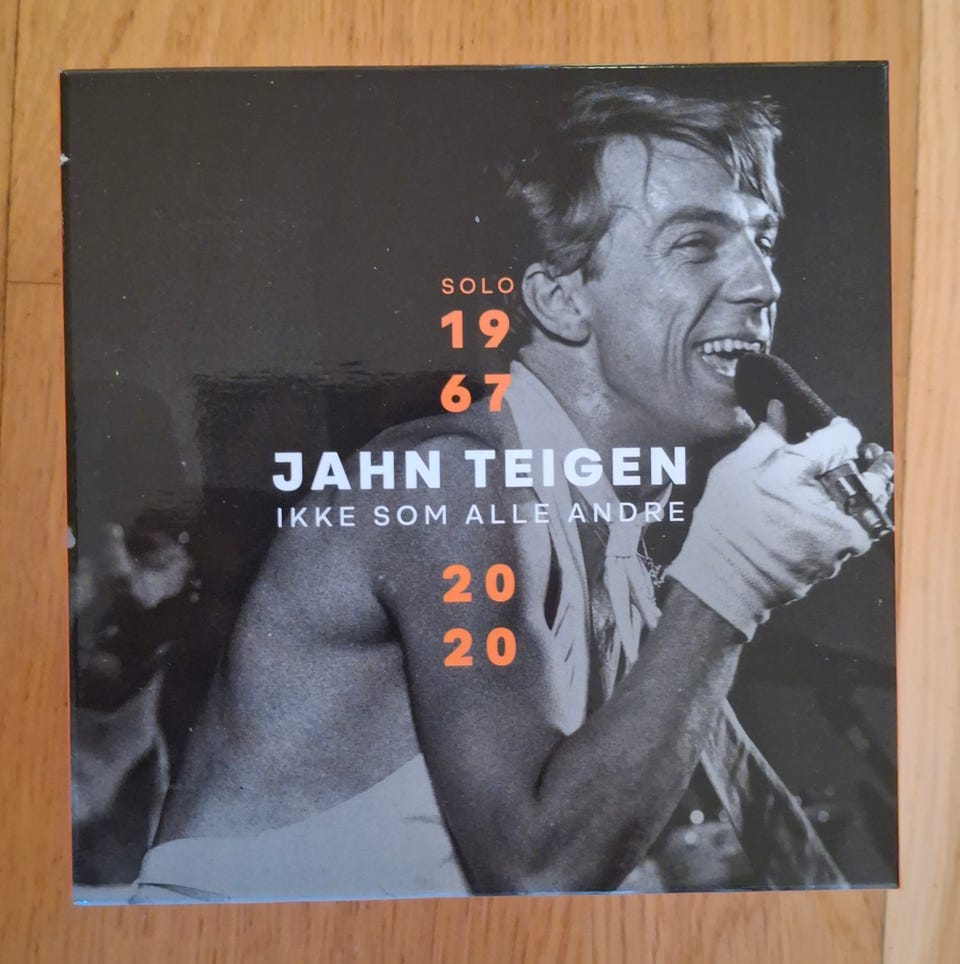 SOLO
19
67
JAHN TEIGEN
IKKE SOM ALLE ANDRE
20
20